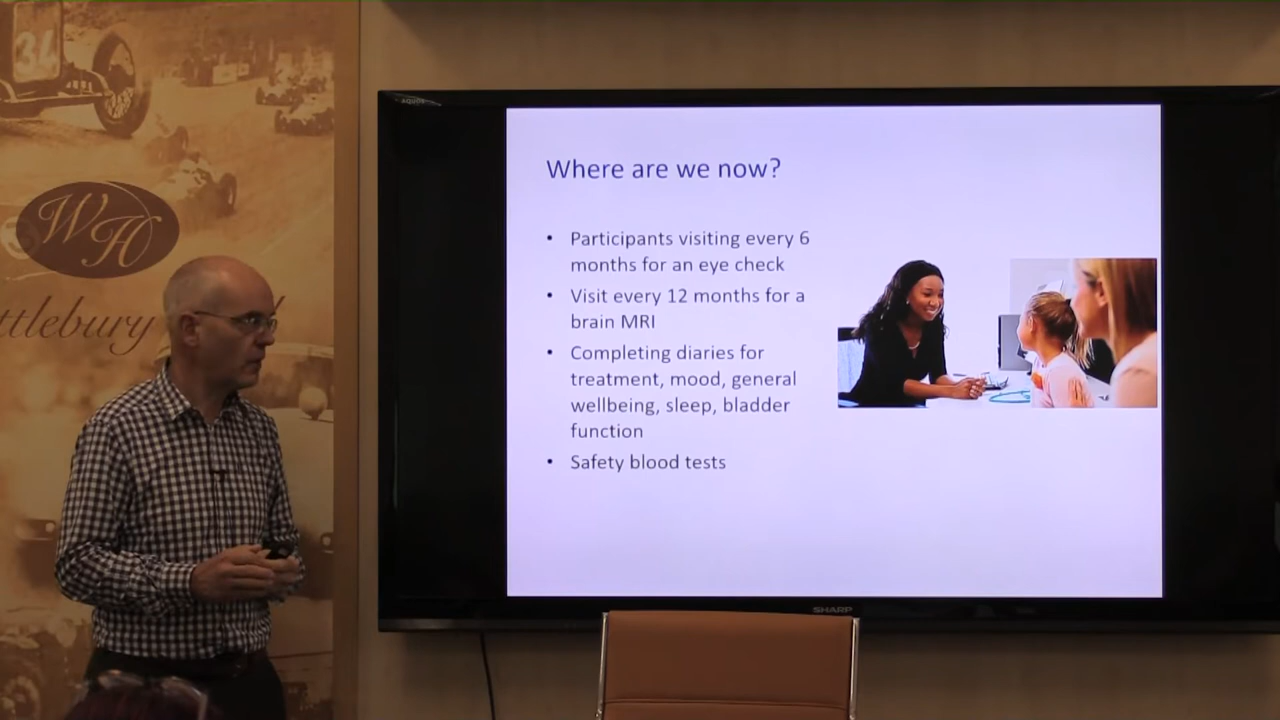 34
AQUOS
WH
ttlebury
Where are we now?
• Participants visiting every 6
months for an eye check
• Visit every 12 months for a
brain MRI
• Completing diaries for
treatment, mood, general
wellbeing, sleep, bladder
function
• Safety blood tests
SHARP